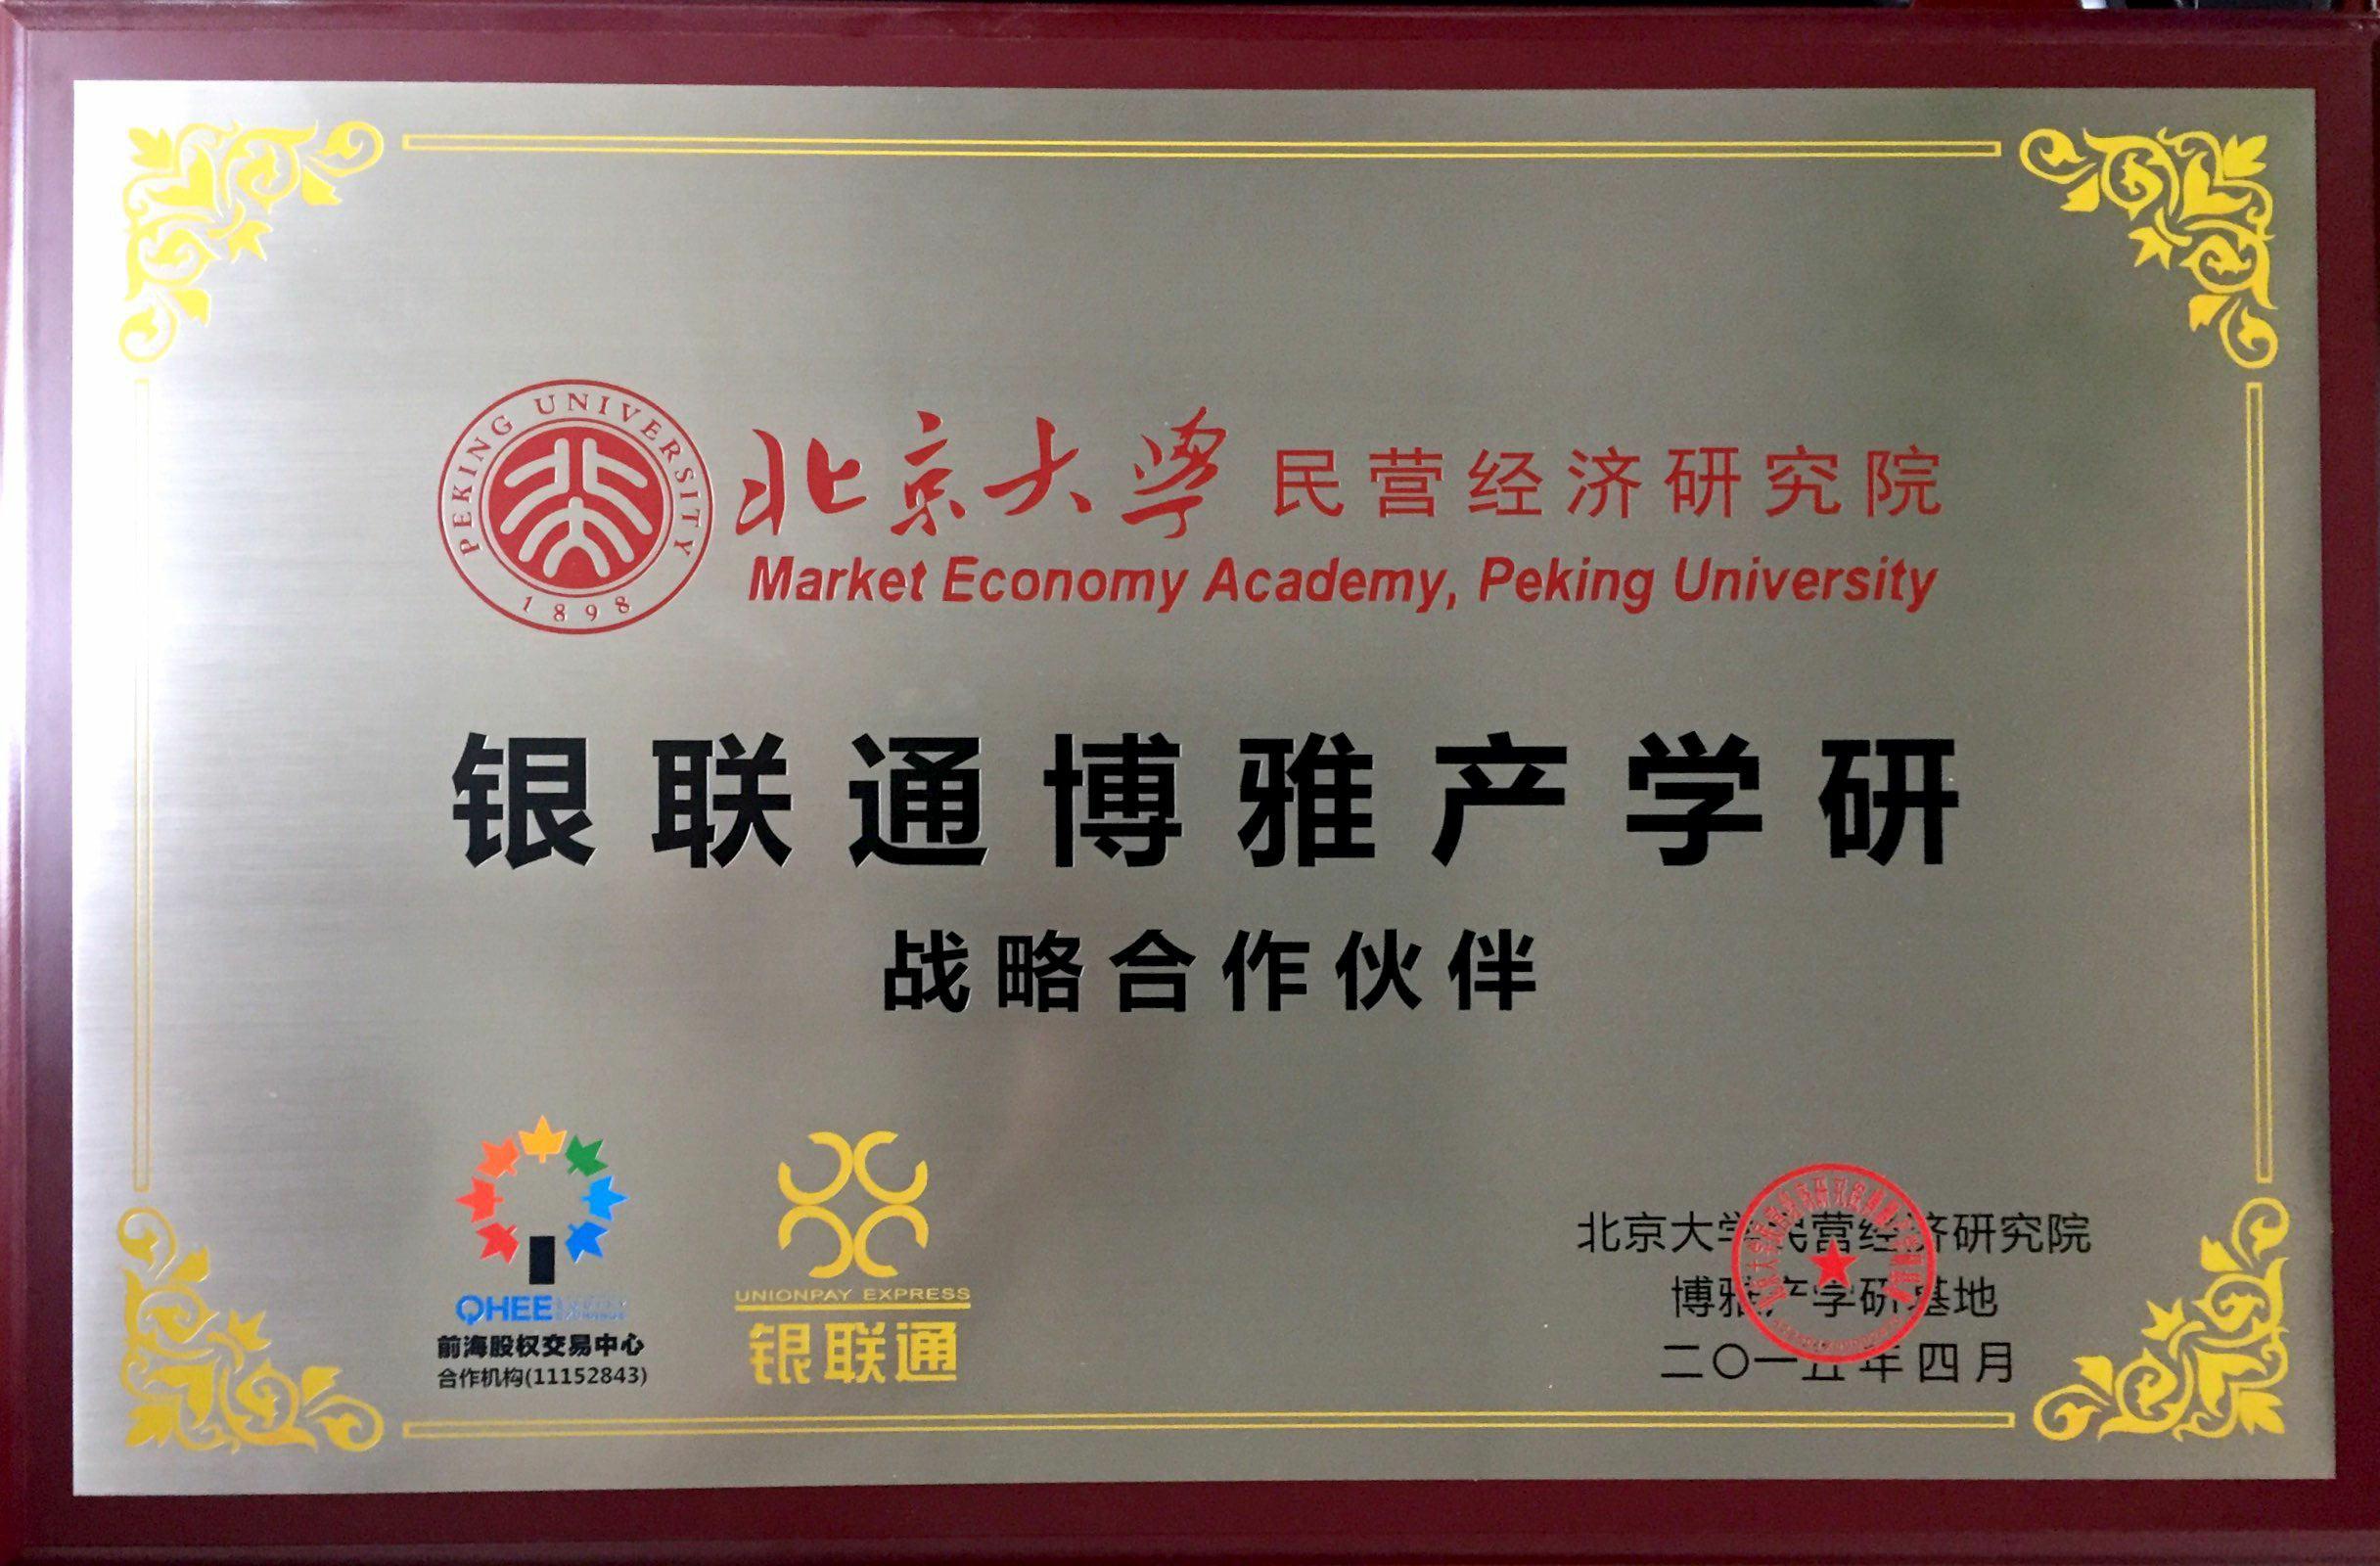 PEKING UNIVERSITY
1898
北京大学 民营经济研究院
Market Economy Academy, Peking University
银联通博雅产学研
战略合作伙伴
QHEE
前海股权交易中心
合作机构(11152843)
UNIONPAY EXPRESS
银联通
北京大学民营经济研究院
博雅产学研基地
二〇一五年四月